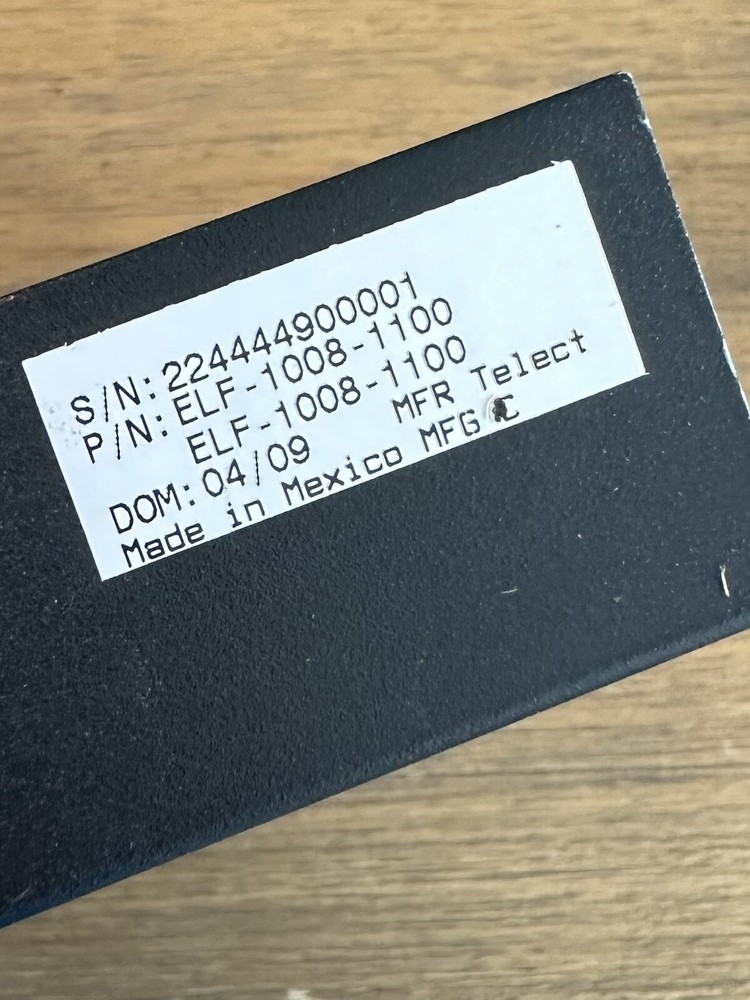 S/N: 224444900001
P/N: ELF-1008-1100
ELF-1008-1100
DOM: 04/09 MFR Telect
Made in Mexico MFG C